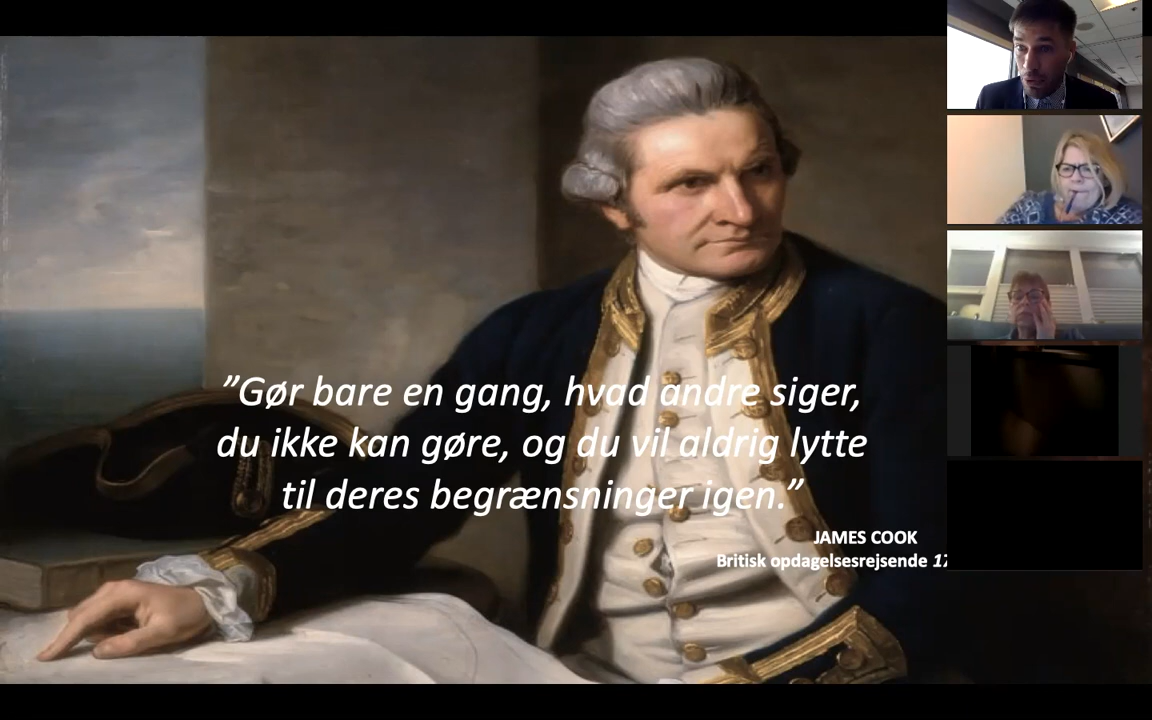 ”Gør bare en gang, hvad andre siger,
du ikke kan gøre, og du vil aldrig lytte
til deres begrænsninger igen.”
JAMES COOK
Britisk opdagelsesrejsende